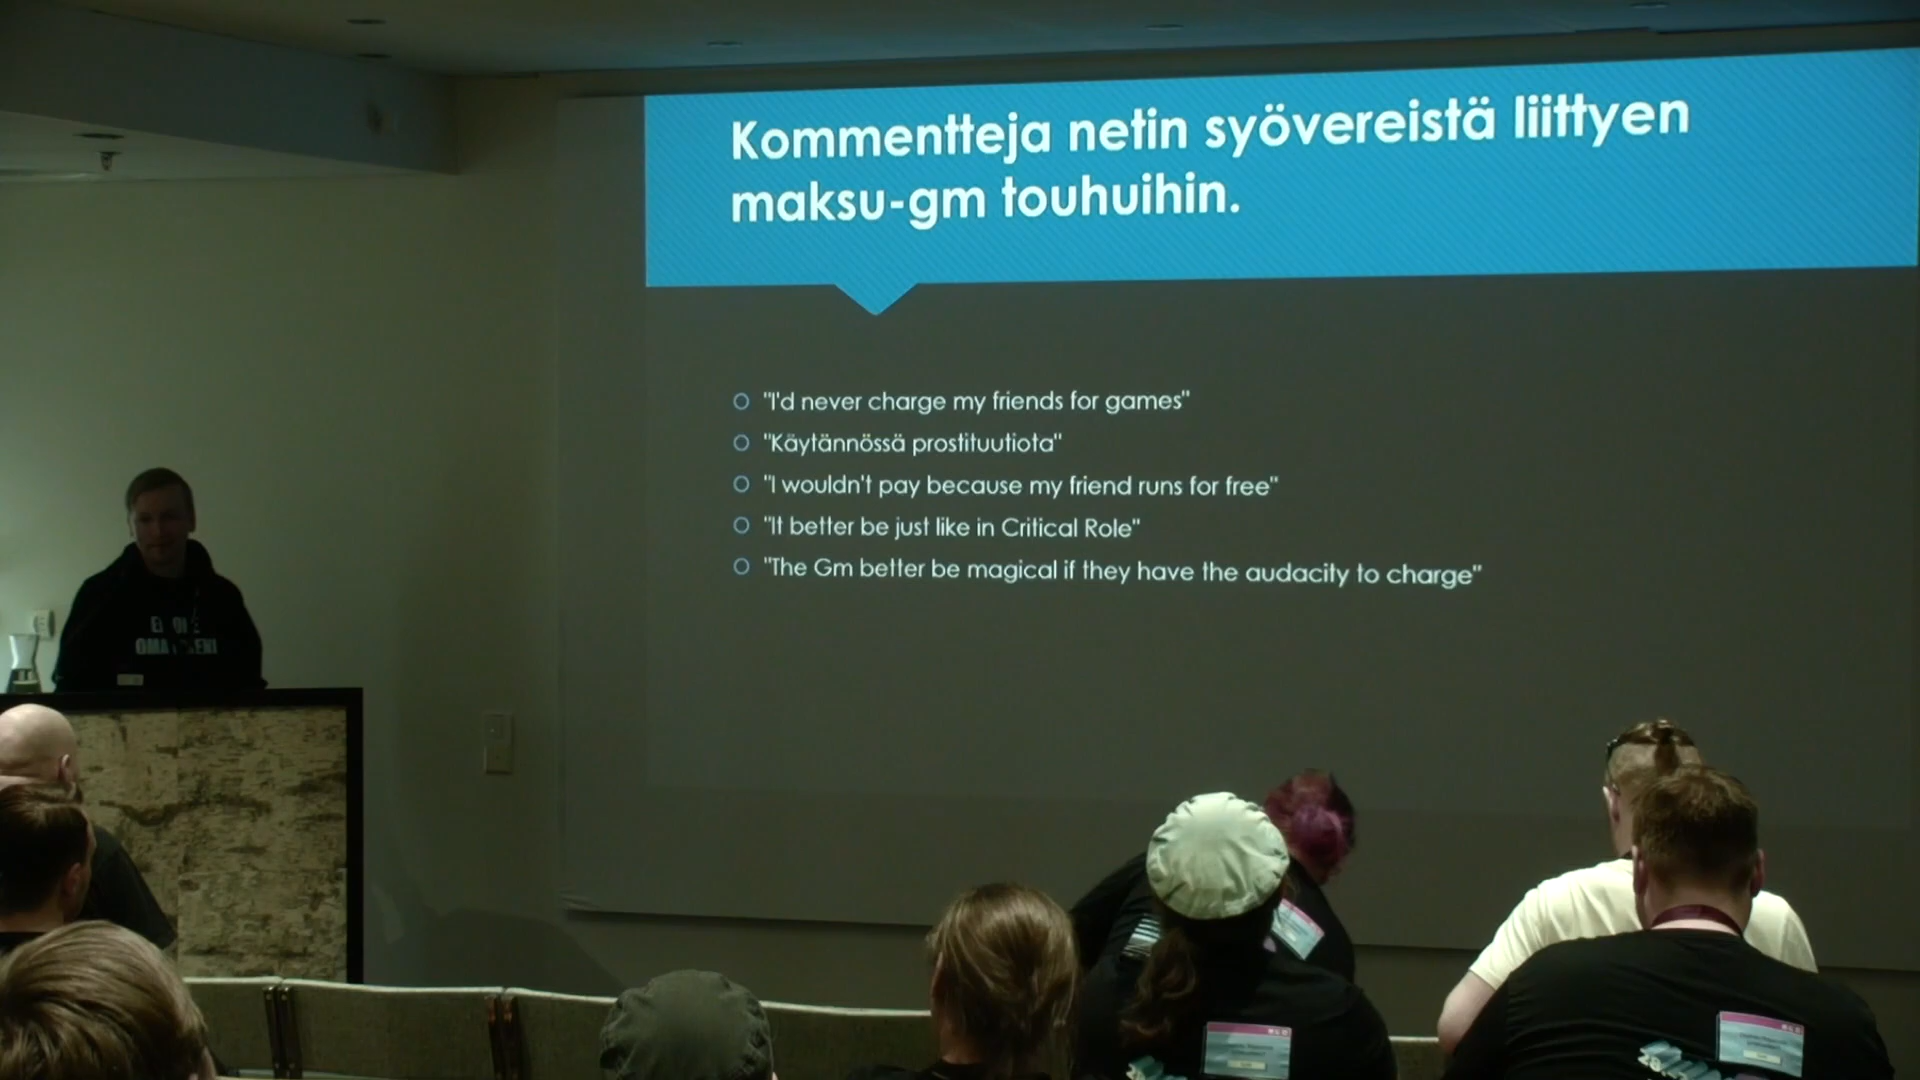 Kommentteja netin syövereistä liittyen
maksu-gm touhuihin.
"I'd never charge my friends for games"
"Käytännössä prostituutiota"
"I wouldn't pay because my friend runs for free"
"It better be just like in Critical Role"
"The Gm better be magical if they have the audacity to charge"